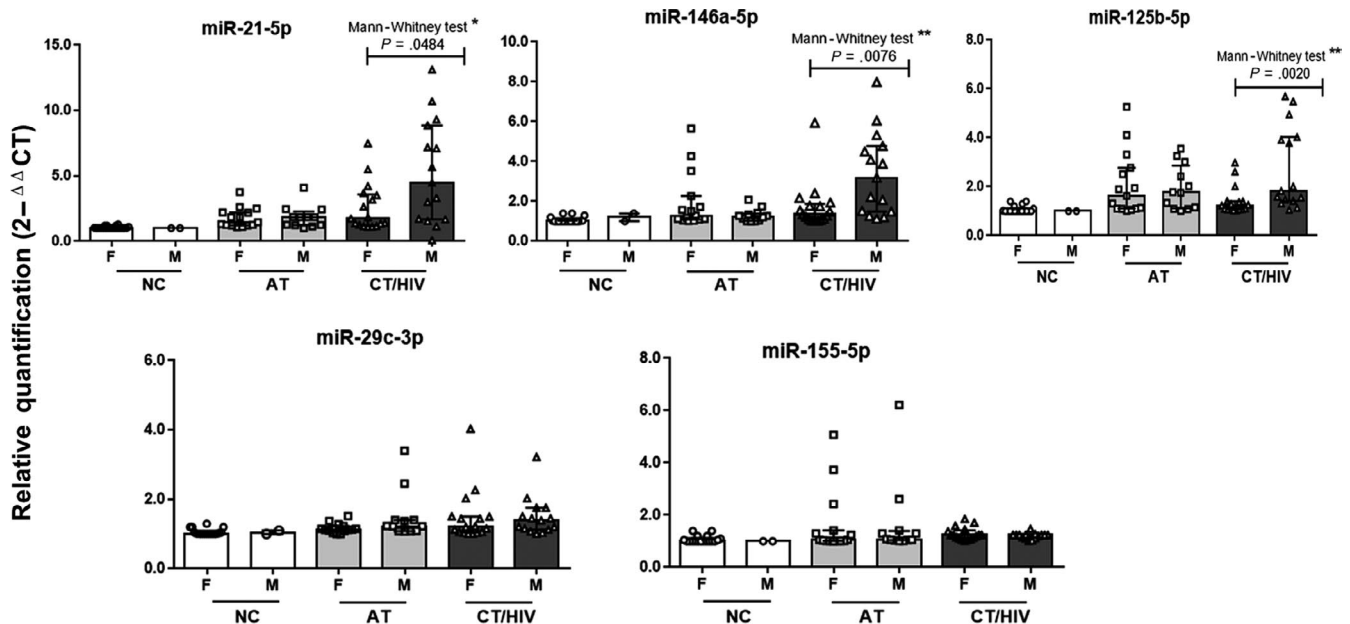 Relative quantification (2−ΔΔCT)
miR-21-5p
Mann-Whitney test *
P = .0484
15.0
10.0
5.0
0.0
F M F M F M
NC AT CT/HIV
miR-146a-5p
Mann-Whitney test **
P = .0076
10.0
8.0
6.0
4.0
2.0
0.0
F M F M F M
NC AT CT/HIV
miR-125b-5p
Mann-Whitney test **
P = .0020
8.0
6.0
4.0
2.0
0.0
F M F M F M
NC AT CT/HIV
miR-29c-3p
6.0
4.0
2.0
0.0
F M F M F M
NC AT CT/HIV
miR-155-5p
8.0
6.0
4.0
2.0
0.0
F M F M F M
NC AT CT/HIV